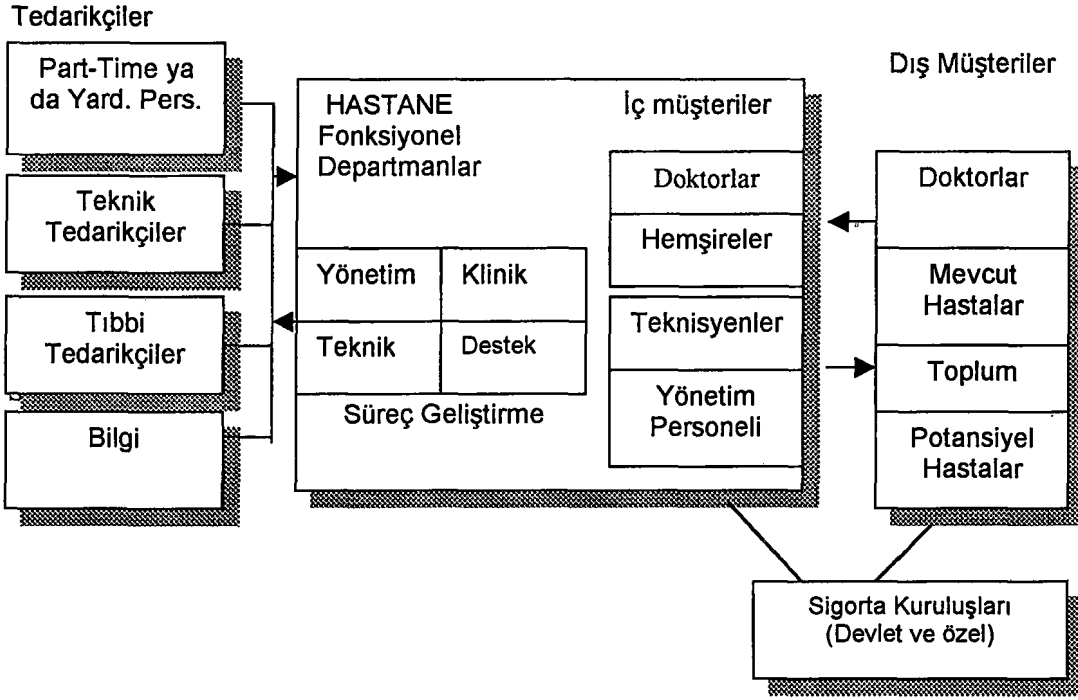 Tedarikçiler
Part-Time ya
da Yard. Pers.
Teknik
Tedarikçiler
Tıbbi
Tedarikçiler
Bilgi
HASTANE
Fonksiyonel
Departmanlar
Yönetim
Klinik
Teknik
Destek
Süreç Geliştirme
İç müşteriler
Doktorlar
Hemşireler
Teknisyenler
Yönetim
Personeli
Dış Müşteriler
Doktorlar
Mevcut
Hastalar
Toplum
Potansiyel
Hastalar
Sigorta Kuruluşları
(Devlet ve özel)